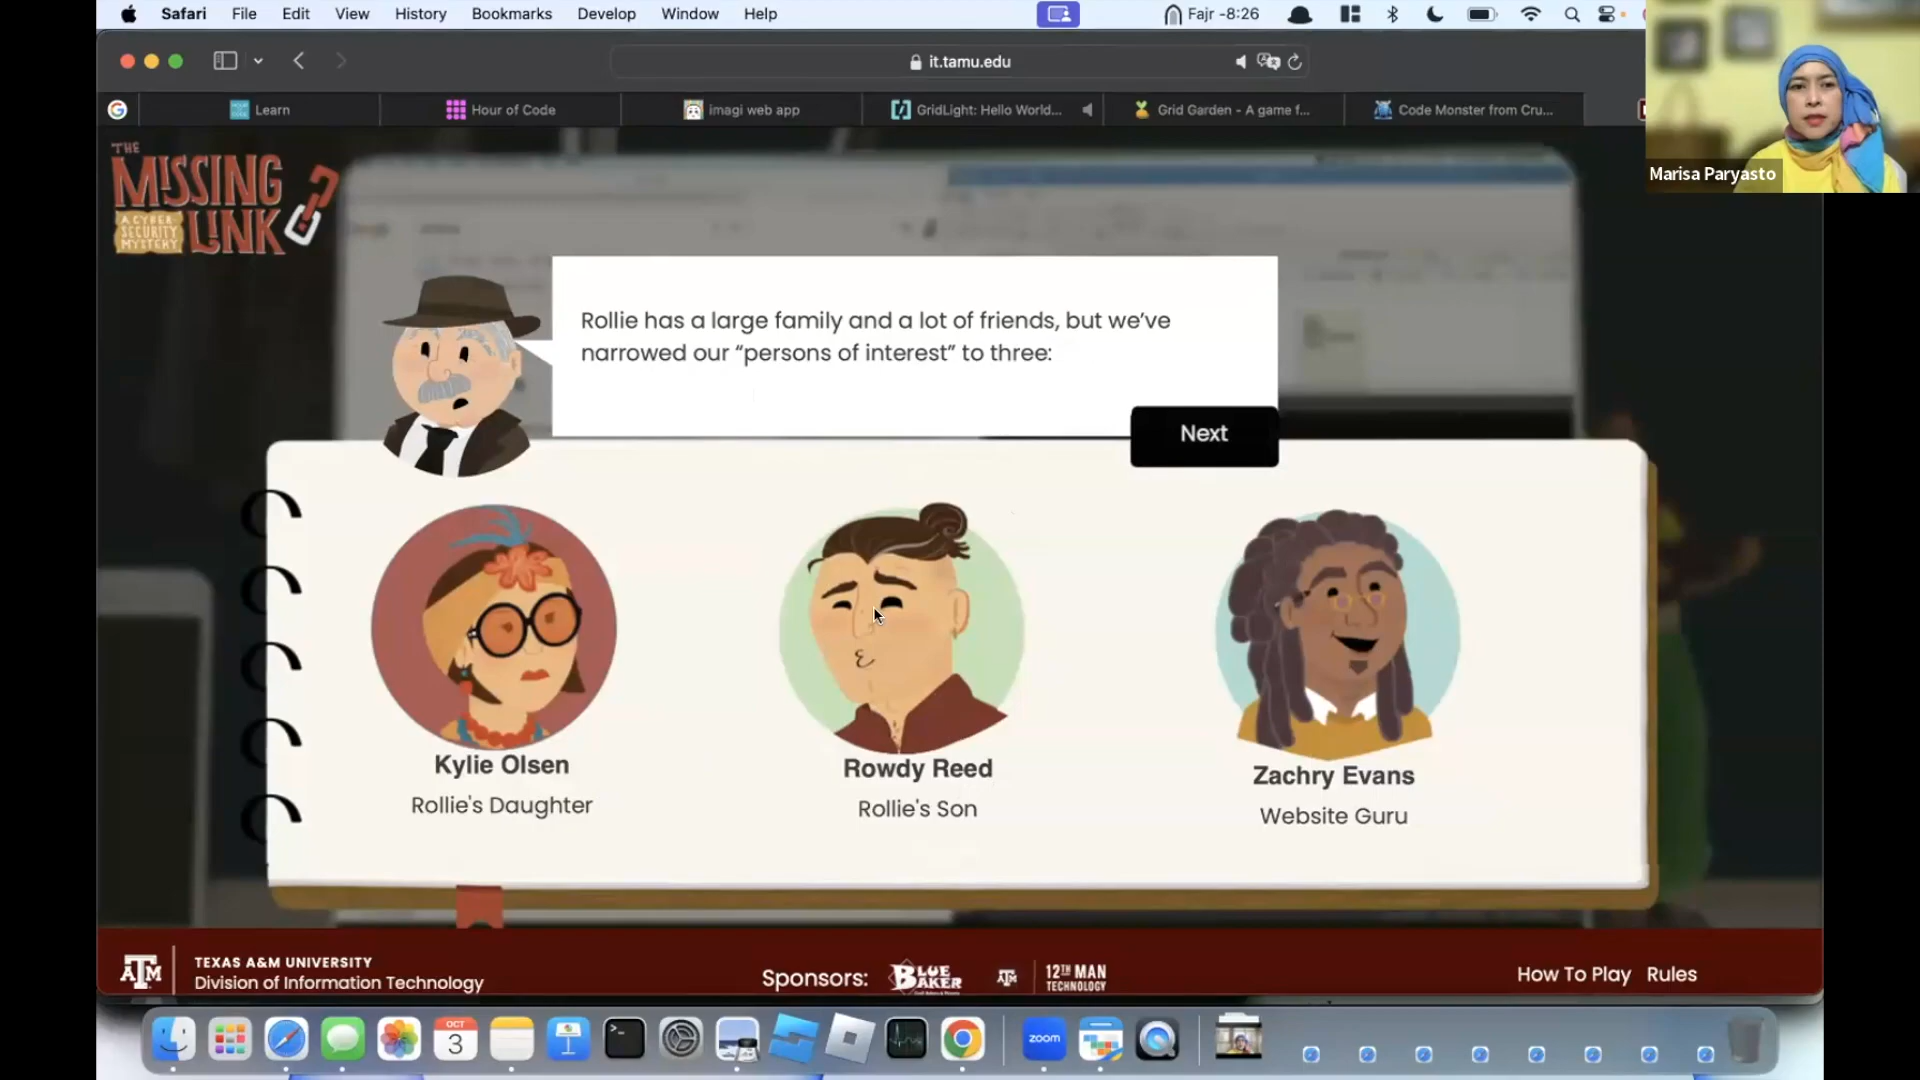 Safari File Edit View History Bookmarks Develop Window Help Fajr -8:26
it.tamu.edu
Learn Hour of Code imagi web app GridLight: Hello World... Grid Garden - A game f... Code Monster from Cru...
Marisa Paryasto
THE
MISSING
LINK
A CYBER
SECURITY
MYSTERY
Rollie has a large family and a lot of friends, but we’ve
narrowed our “persons of interest” to three:
Next
Kylie Olsen
Rollie's Daughter
Rowdy Reed
Rollie's Son
Zachry Evans
Website Guru
ATM
TEXAS A&M UNIVERSITY
Division of Information Technology
Sponsors:
BLUE
BAKER
ATM
12TH MAN
TECHNOLOGY
How To Play Rules
OCT
3
zoom